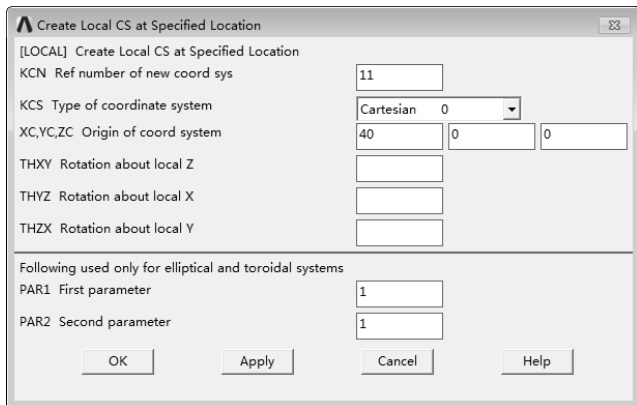 Create Local CS at Specified Location
[LOCAL] Create Local CS at Specified Location
KCN Ref number of new coord sys 11
KCS Type of coordinate system Cartesian 0
XC,YC,ZC Origin of coord system 40 0 0
THXY Rotation about local Z
THYZ Rotation about local X
THZX Rotation about local Y
Following used only for elliptical and toroidal systems
PAR1 First parameter 1
PAR2 Second parameter 1
OK Apply Cancel Help